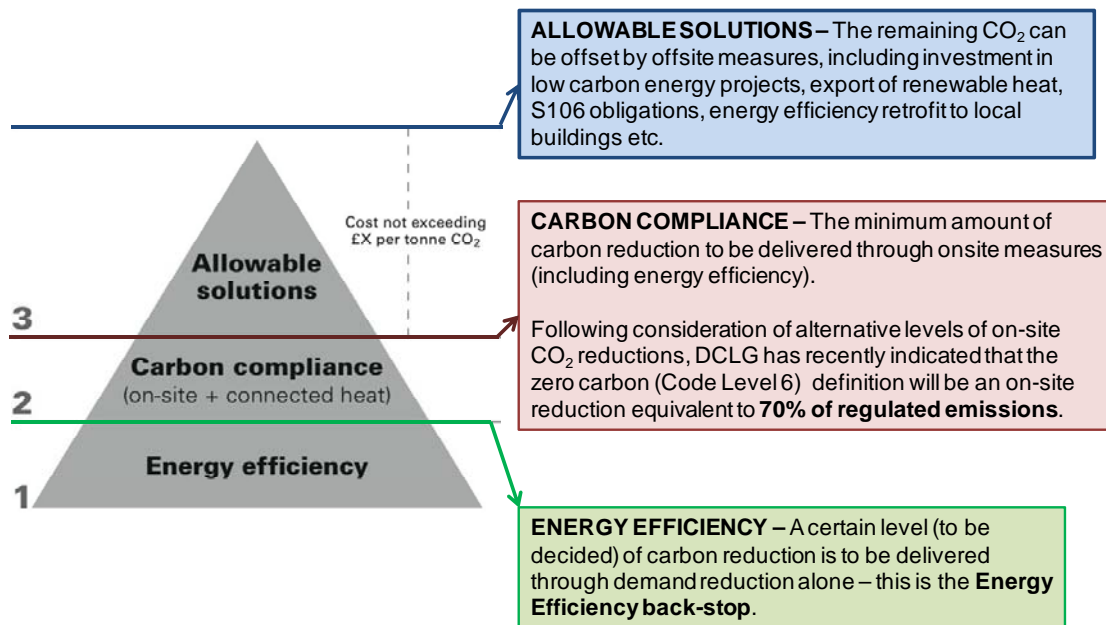 ALLOWABLE SOLUTIONS – The remaining CO₂ can
be offset by offsite measures, including investment in
low carbon energy projects, export of renewable heat,
S106 obligations, energy efficiency retrofit to local
buildings etc.
Cost not exceeding
£X per tonne CO₂
Allowable
solutions
3
CARBON COMPLIANCE – The minimum amount of
carbon reduction to be delivered through onsite measures
(including energy efficiency).
Following consideration of alternative levels of on-site
CO₂ reductions, DCLG has recently indicated that the
zero carbon (Code Level 6) definition will be an on-site
reduction equivalent to 70% of regulated emissions.
Carbon compliance
(on-site + connected heat)
2
Energy efficiency
1
ENERGY EFFICIENCY – A certain level (to be
decided) of carbon reduction is to be delivered
through demand reduction alone – this is the Energy
Efficiency back-stop.